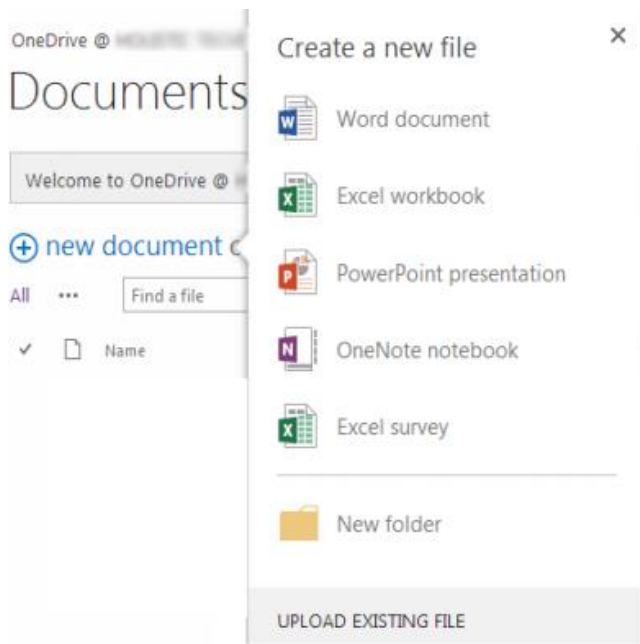 OneDrive @
Documents
Welcome to OneDrive @
new document
All ... Find a file
Name
Create a new file
Word document
Excel workbook
PowerPoint presentation
OneNote notebook
Excel survey
New folder
UPLOAD EXISTING FILE